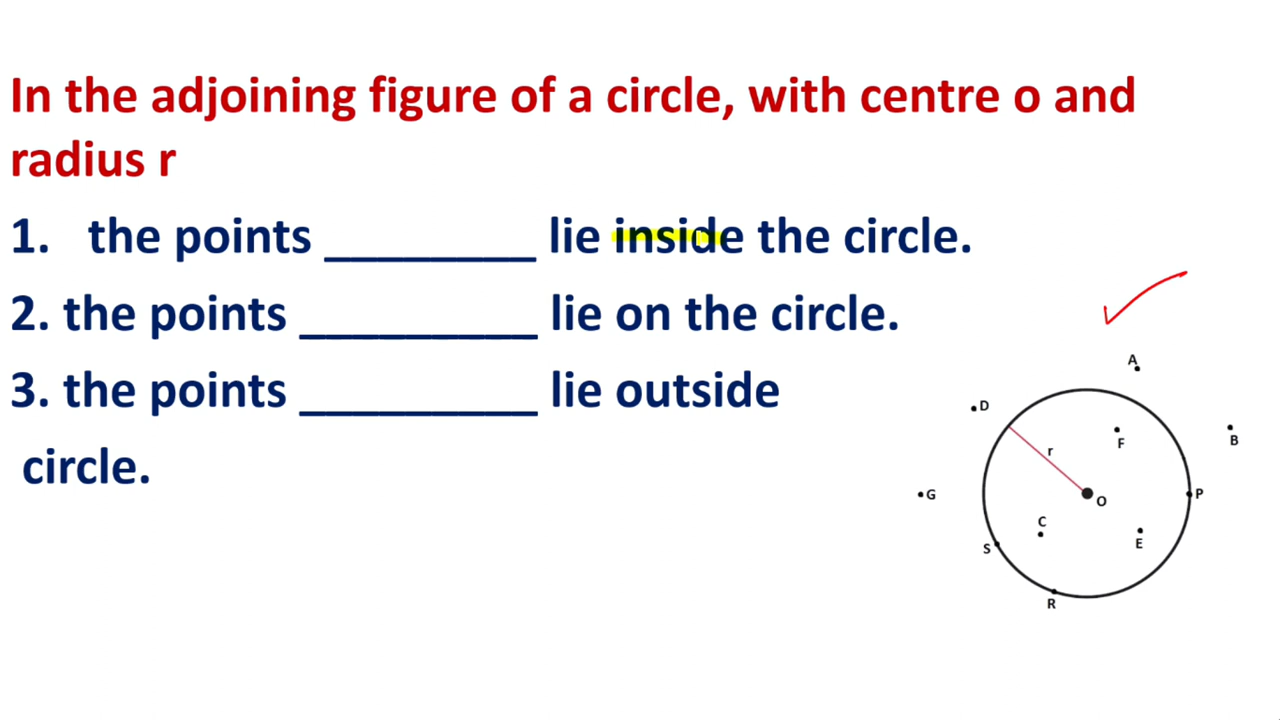 In the adjoining figure of a circle, with centre o and
radius r
1. the points _________ lie inside the circle.
2. the points __________ lie on the circle.
3. the points __________ lie outside
circle.
A
D
B
F
r
G
P
O
C
E
S
R